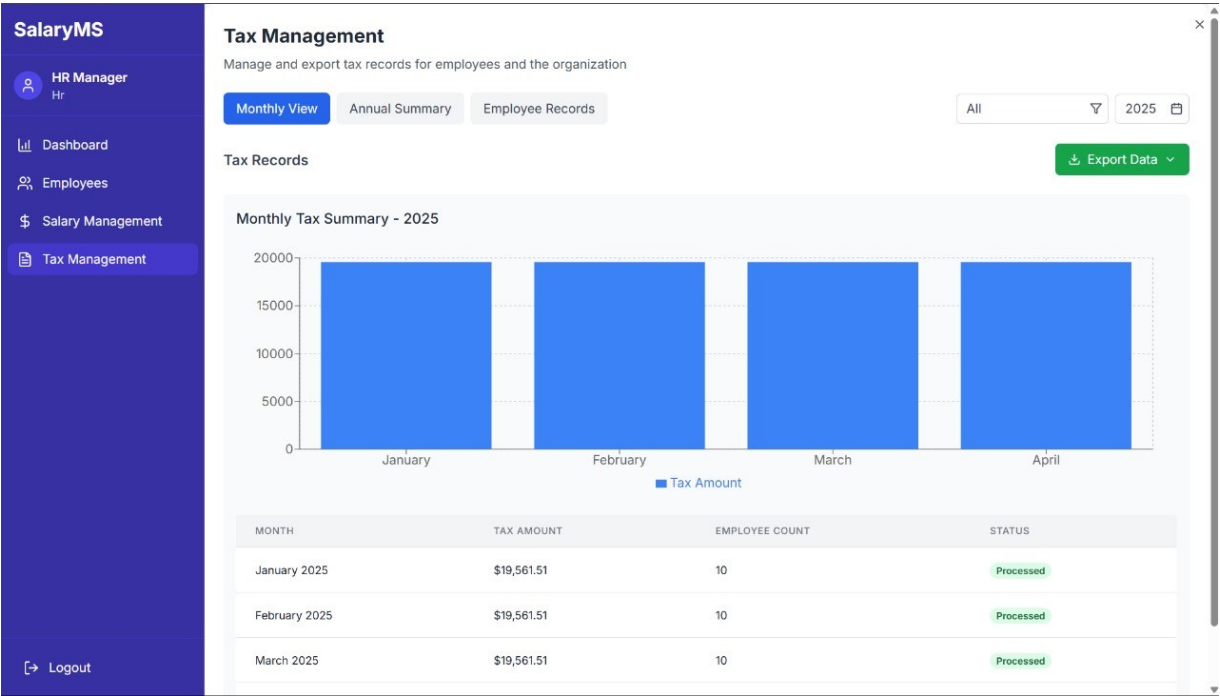 SalaryMS
HR Manager
Hr
Dashboard
Employees
Salary Management
Tax Management
Logout
Tax Management
Manage and export tax records for employees and the organization
Monthly View Annual Summary Employee Records All 2025
Tax Records Export Data
Monthly Tax Summary - 2025
20000
15000
10000
5000
0
January February March April
Tax Amount
MONTH TAX AMOUNT EMPLOYEE COUNT STATUS
January 2025 $19,561.51 10 Processed
February 2025 $19,561.51 10 Processed
March 2025 $19,561.51 10 Processed